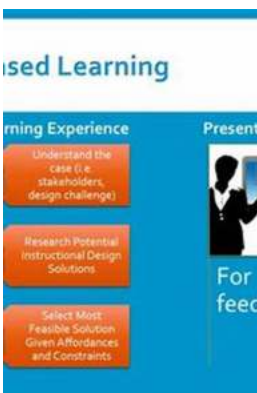 ased Learning
rning Experience
Understand the
case (i.e.
stakeholders,
design challenge)
Research Potential
Instructional Design
Solutions
Select Most
Feasible Solution
Given Affordances
and Constraints
Present
For
feed